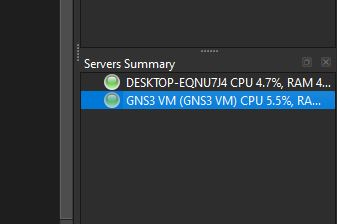 Servers Summary
DESKTOP-EQNU7J4 CPU 4.7%, RAM 4...
GNS3 VM (GNS3 VM) CPU 5.5%, RA...